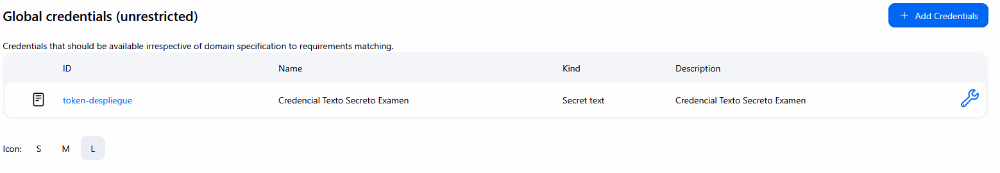 Global credentials (unrestricted)
+ Add Credentials
Credentials that should be available irrespective of domain specification to requirements matching.
ID Name Kind Description
token-despliegue Credencial Texto Secreto Examen Secret text Credencial Texto Secreto Examen
Icon: S M L